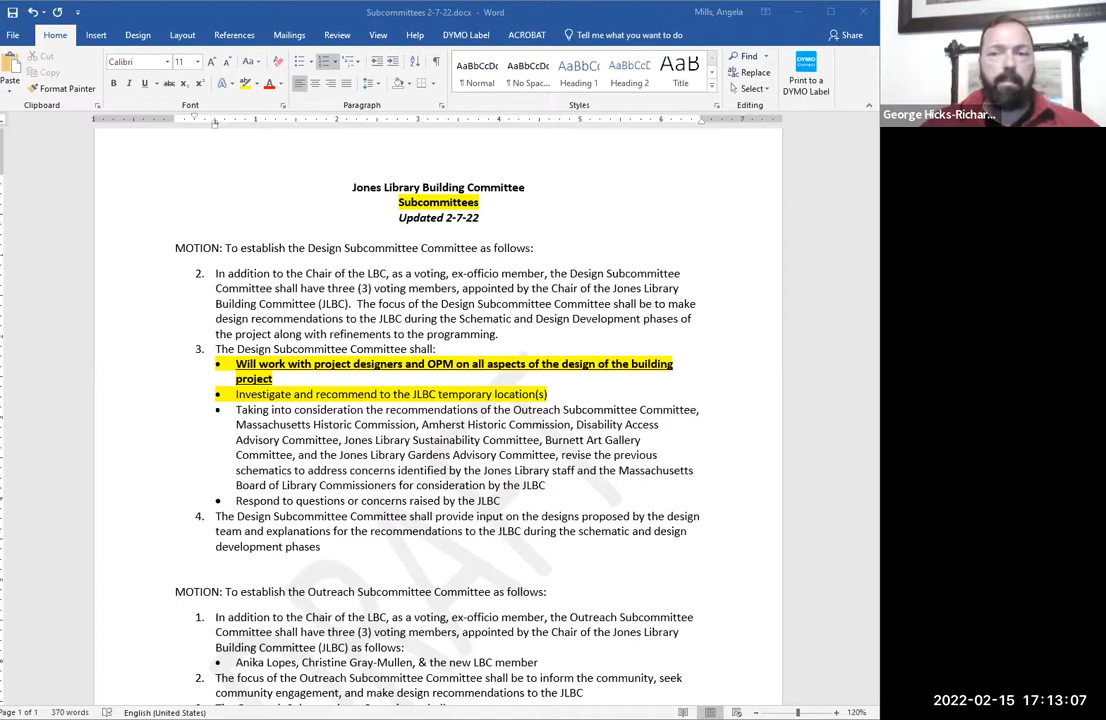 Subcommittees 2-7-22.docx - Word
Mills, Angela
File Home Insert Design Layout References Mailings Review View Help DYMO Label ACROBAT Tell me what you want to do Share
Paste
Cut
Copy
Format Painter
Clipboard
Calibri 11
Font
Paragraph
AaBbCcDc AaBbCcDc AaBbCc AaBbCcD AaB
¶ Normal ¶ No Spac... Heading 1 Heading 2 Title
Styles
Find
Replace
Select
Editing
Print to a
DYMO Label
DYMO Label
George Hicks-Richar...
Jones Library Building Committee
Subcommittees
Updated 2-7-22
MOTION: To establish the Design Subcommittee Committee as follows:
2. In addition to the Chair of the LBC, as a voting, ex-officio member, the Design Subcommittee
Committee shall have three (3) voting members, appointed by the Chair of the Jones Library
Building Committee (JLBC). The focus of the Design Subcommittee Committee shall be to make
design recommendations to the JLBC during the Schematic and Design Development phases of
the project along with refinements to the programming.
3. The Design Subcommittee Committee shall:
• Will work with project designers and OPM on all aspects of the design of the building
project
• Investigate and recommend to the JLBC temporary location(s)
• Taking into consideration the recommendations of the Outreach Subcommittee Committee,
Massachusetts Historic Commission, Amherst Historic Commission, Disability Access
Advisory Committee, Jones Library Sustainability Committee, Burnett Art Gallery
Committee, and the Jones Library Gardens Advisory Committee, revise the previous
schematics to address concerns identified by the Jones Library staff and the Massachusetts
Board of Library Commissioners for consideration by the JLBC
• Respond to questions or concerns raised by the JLBC
4. The Design Subcommittee Committee shall provide input on the designs proposed by the design
team and explanations for the recommendations to the JLBC during the schematic and design
development phases
MOTION: To establish the Outreach Subcommittee Committee as follows:
1. In addition to the Chair of the LBC, as a voting, ex-officio member, the Outreach Subcommittee
Committee shall have three (3) voting members, appointed by the Chair of the Jones Library
Building Committee (JLBC) as follows:
• Anika Lopes, Christine Gray-Mullen, & the new LBC member
2. The focus of the Outreach Subcommittee Committee shall be to inform the community, seek
community engagement, and make design recommendations to the JLBC
DRAFT
Page 1 of 1 370 words English (United States) 120%
2022-02-15 17:13:07